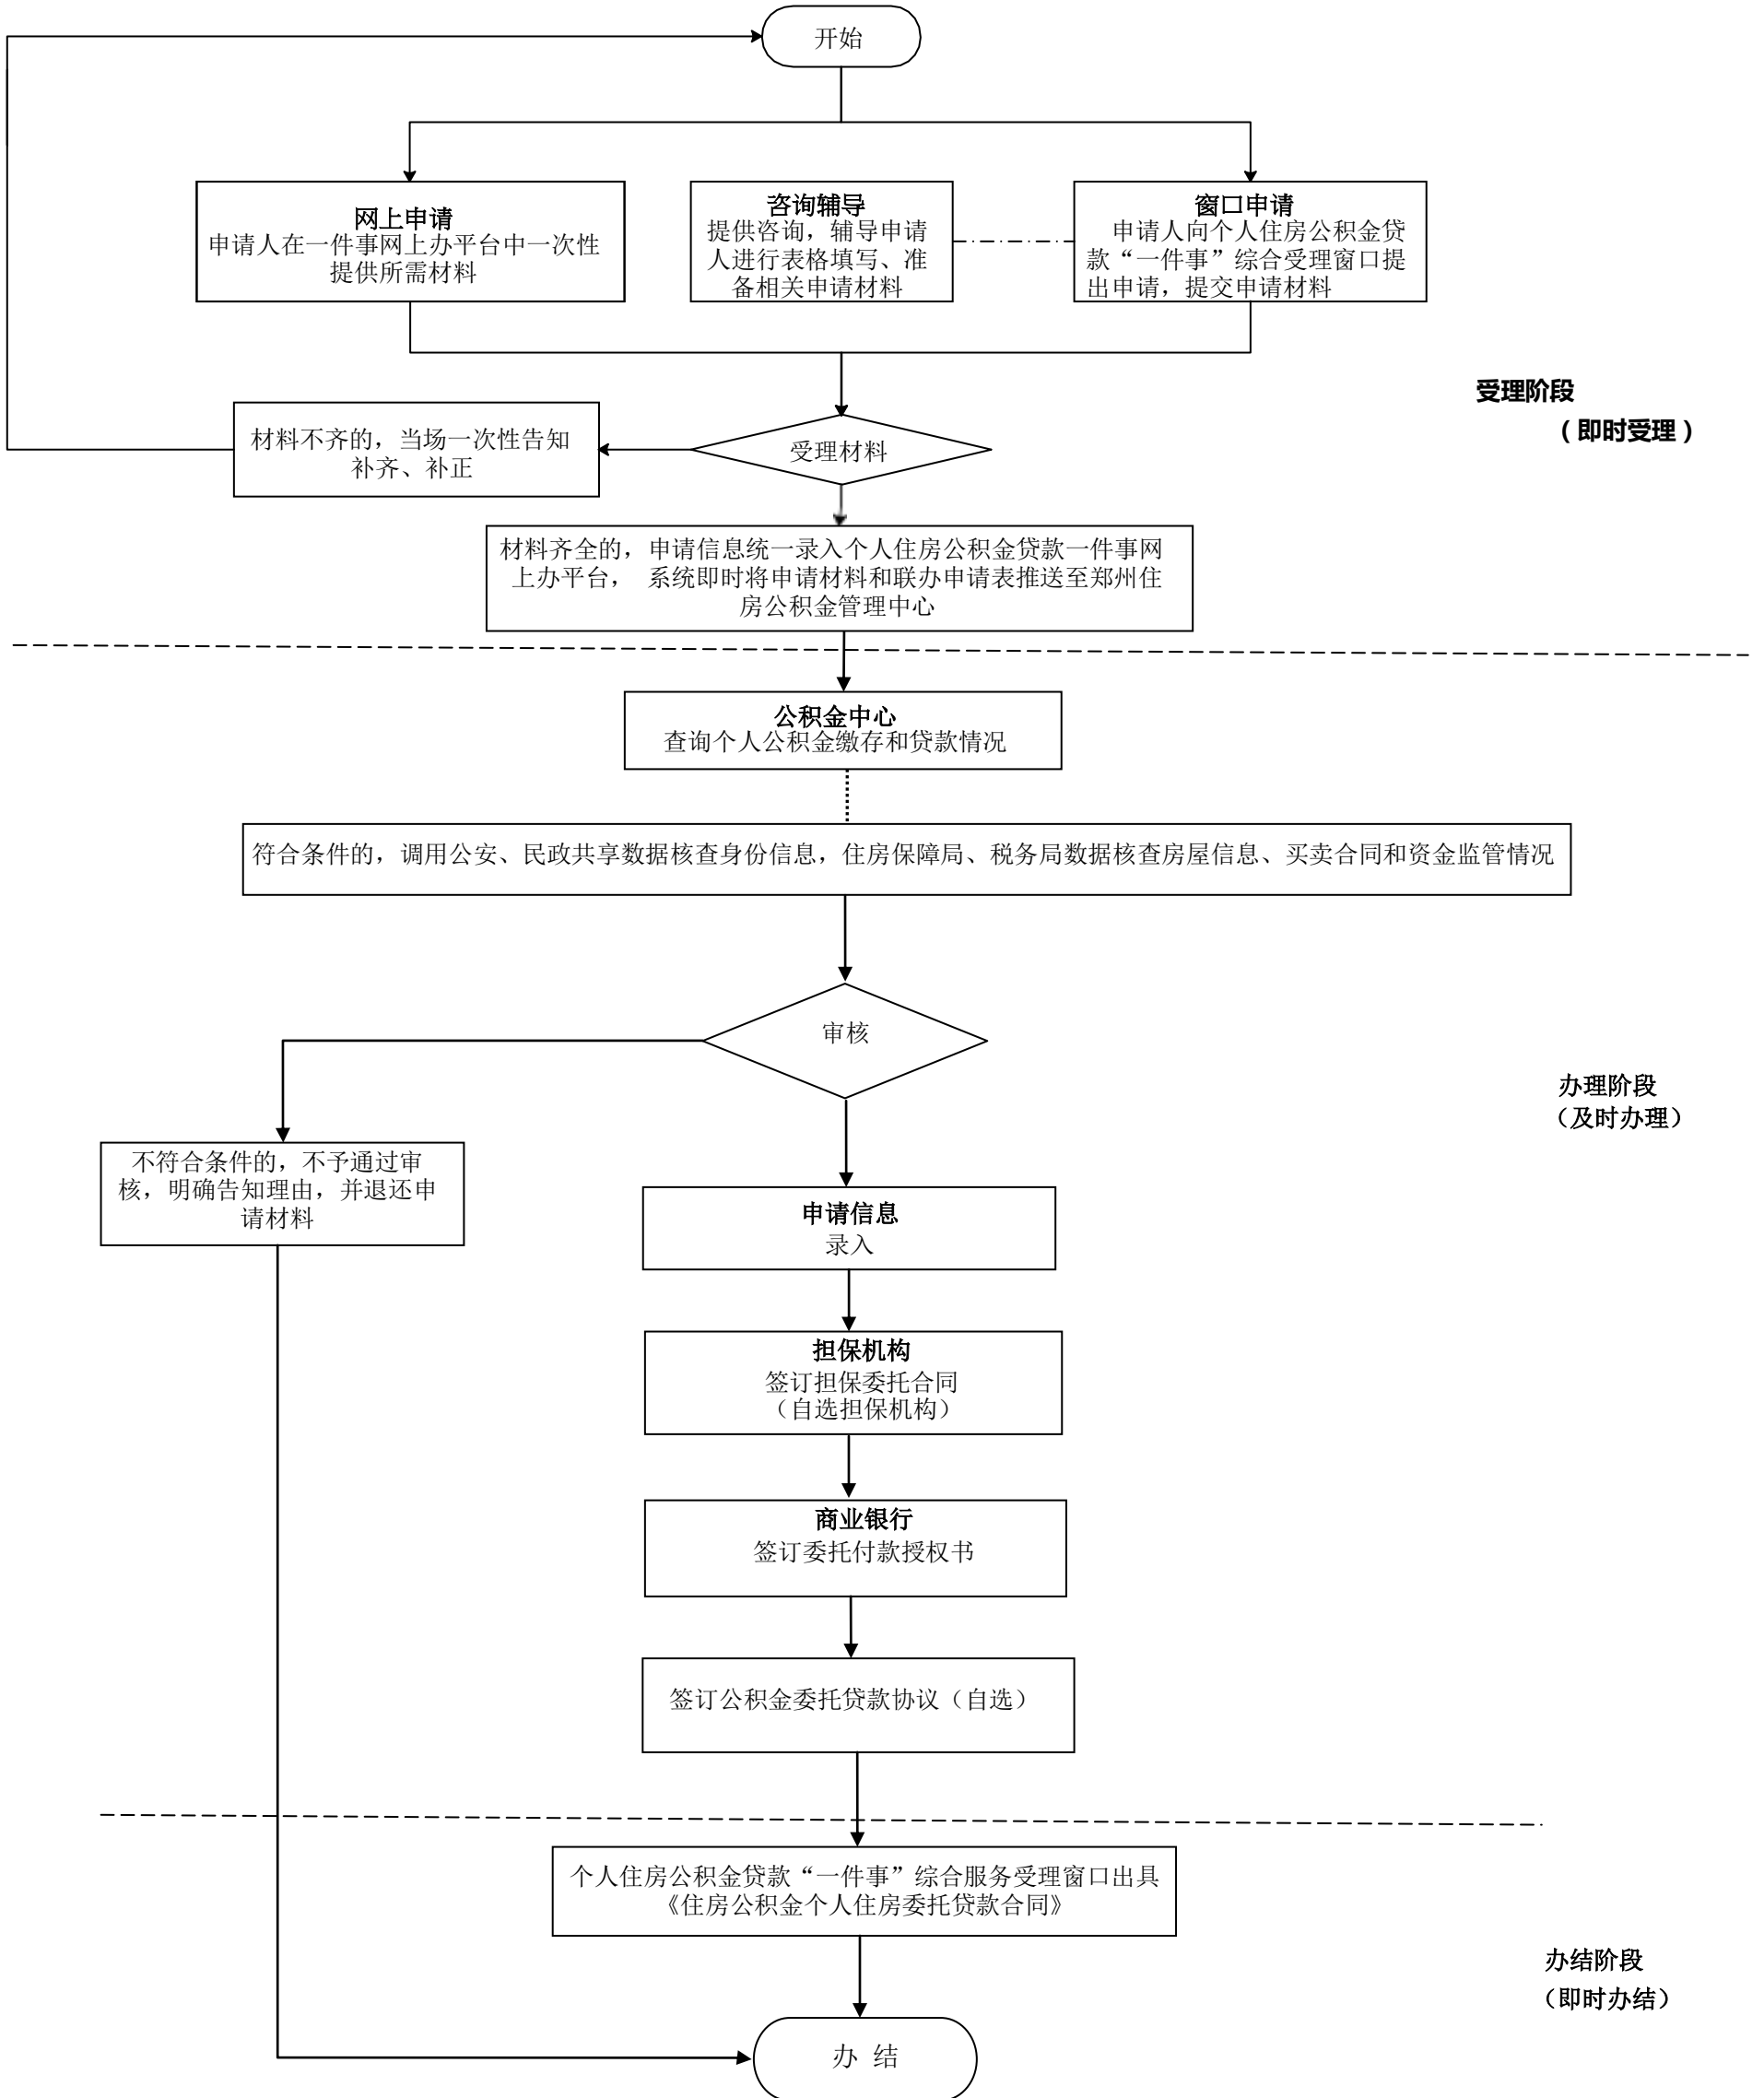 开始
网上申请
申请人在一件事网上办平台中一次性
提供所需材料
咨询辅导
提供咨询，辅导申请
人进行表格填写、准
备相关申请材料
窗口申请
申请人向个人住房公积金贷
款“一件事”综合受理窗口提
出申请，提交申请材料
受理阶段
（即时受理）
材料不齐的，当场一次性告知
补齐、补正
受理材料
材料齐全的，申请信息统一录入个人住房公积金贷款一件事网
上办平台， 系统即时将申请材料和联办申请表推送至郑州住
房公积金管理中心
公积金中心
查询个人公积金缴存和贷款情况
符合条件的，调用公安、民政共享数据核查身份信息，住房保障局、税务局数据核查房屋信息、买卖合同和资金监管情况
审核
办理阶段
（及时办理）
不符合条件的，不予通过审
核，明确告知理由，并退还申
请材料
申请信息
录入
担保机构
签订担保委托合同
（自选担保机构）
商业银行
签订委托付款授权书
签订公积金委托贷款协议（自选）
个人住房公积金贷款“一件事”综合服务受理窗口出具
《住房公积金个人住房委托贷款合同》
办结阶段
（即时办结）
办 结